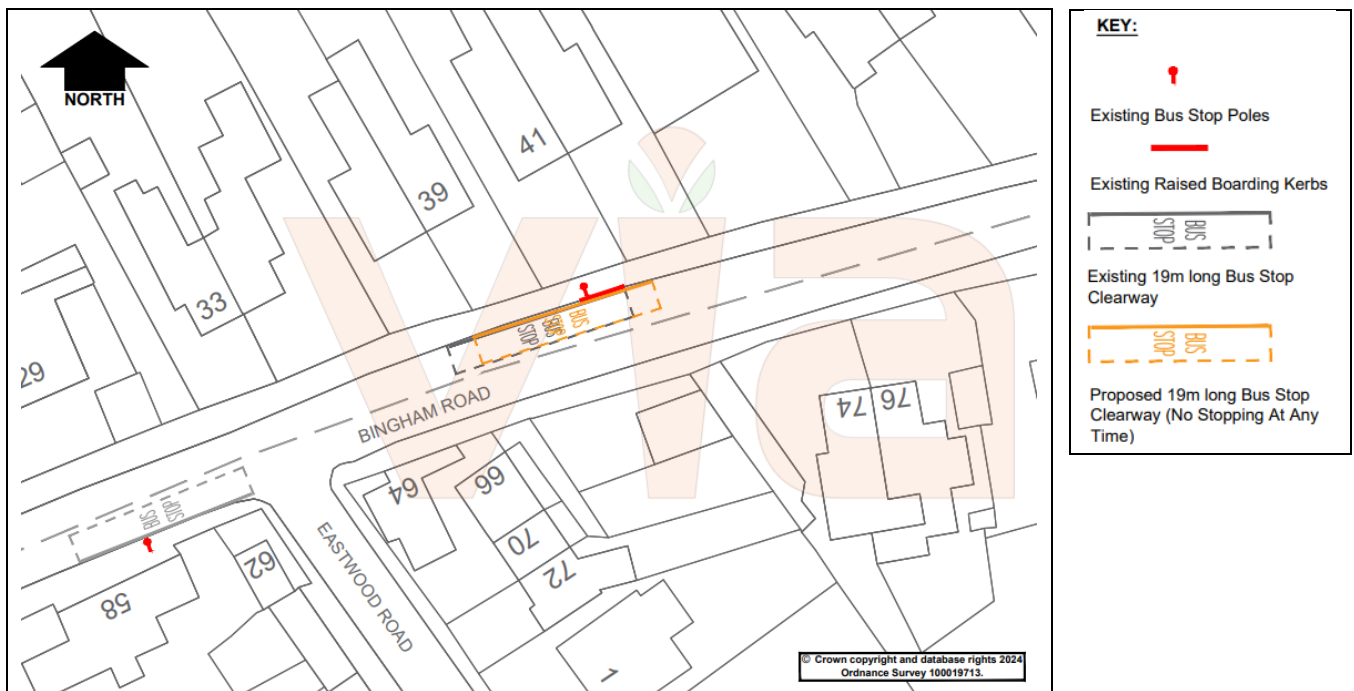 NORTH
41
39
33
29
BUS
STOP
BUS
STOP
BINGHAM ROAD
74
76
64
66
70
72
STOP
BUS
EASTWOOD ROAD
62
58
1
via
© Crown copyright and database rights 2024
Ordnance Survey 100019713.
KEY:
Existing Bus Stop Poles
Existing Raised Boarding Kerbs
BUS
STOP
Existing 19m long Bus Stop
Clearway
BUS
STOP
Proposed 19m long Bus Stop
Clearway (No Stopping At Any
Time)